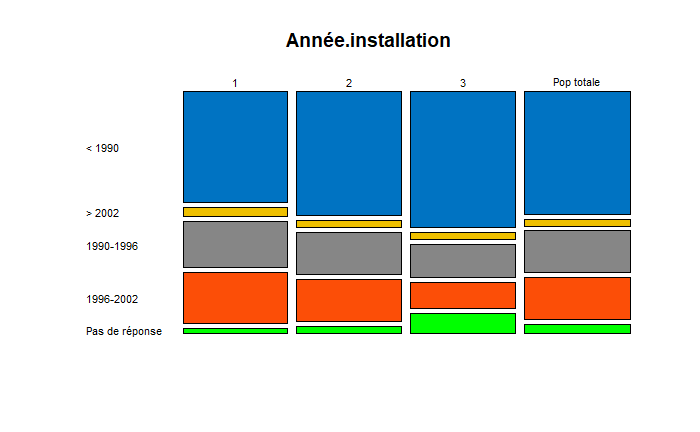 Année.installation
1 2 3 Pop totale
< 1990
> 2002
1990-1996
1996-2002
Pas de réponse